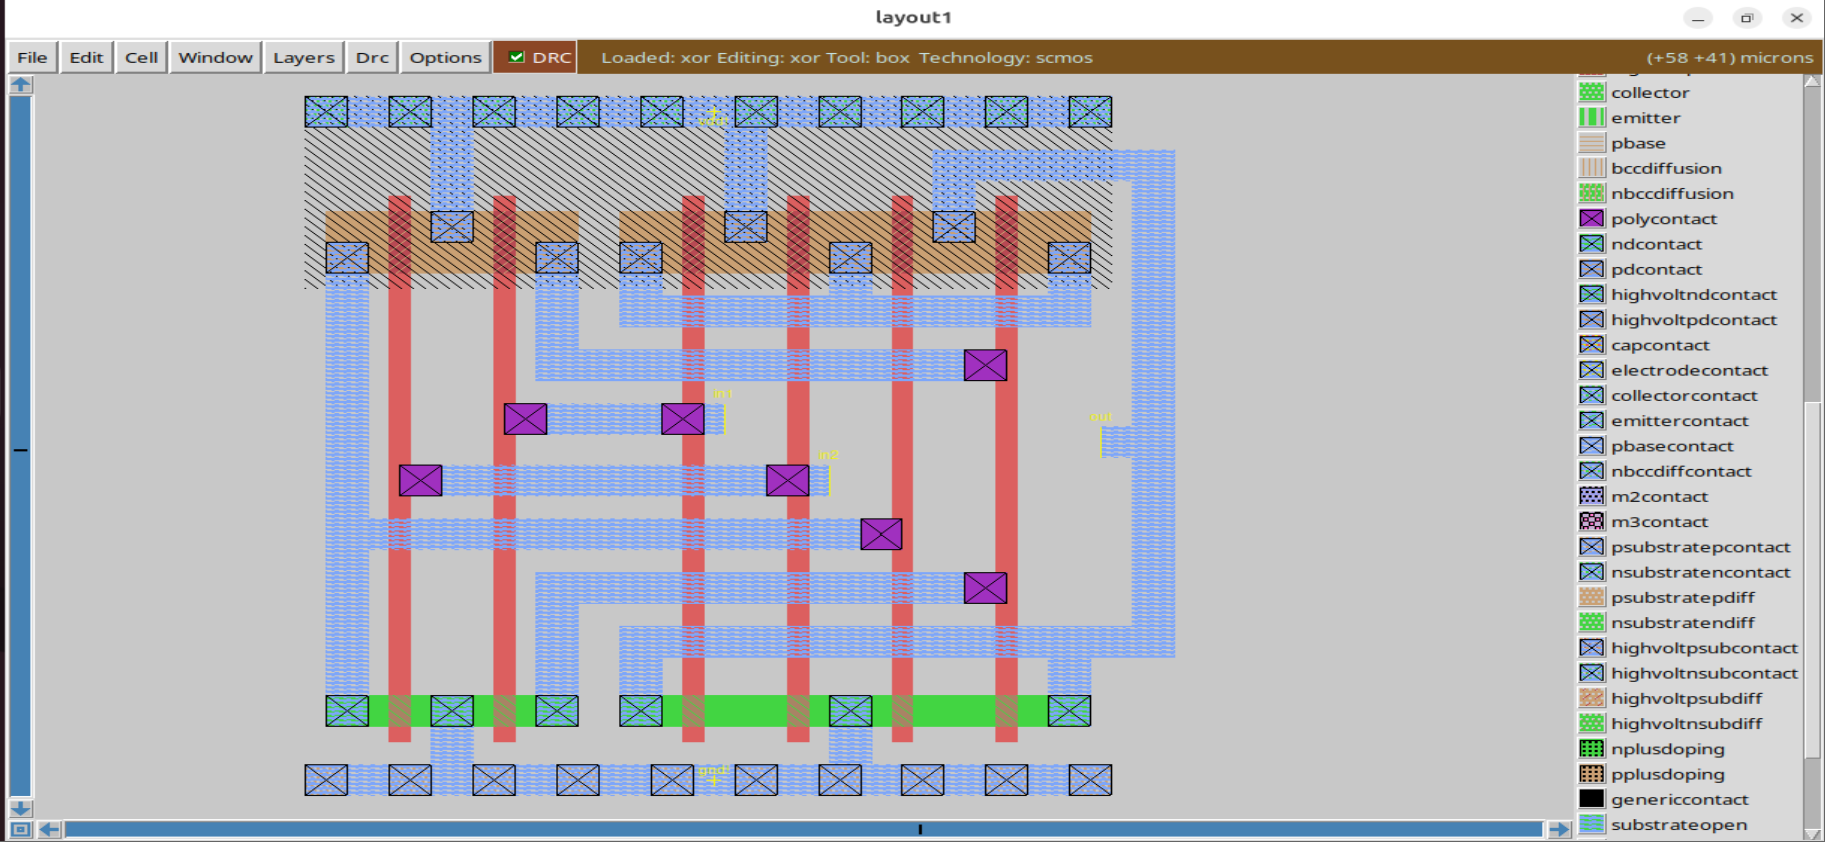 layout1
File Edit Cell Window Layers Drc Options DRC Loaded: xor Editing: xor Tool: box Technology: scmos (+58 +41) microns
collector
emitter
pbase
bccdiffusion
nbccdiffusion
polycontact
ndcontact
pdcontact
highvoltndcontact
highvoltpdcontact
capcontact
electrodecontact
collectorcontact
emittercontact
pbasecontact
nbccdiffcontact
m2contact
m3contact
psubstratepcontact
nsubstratencontact
psubstratepdiff
nsubstratendiff
highvoltpsubcontact
highvoltnsubcontact
highvoltpsubdiff
highvoltnsubdiff
nplusdoping
pplusdoping
genericcontact
substrateopen
in1
out
in2
gnd!